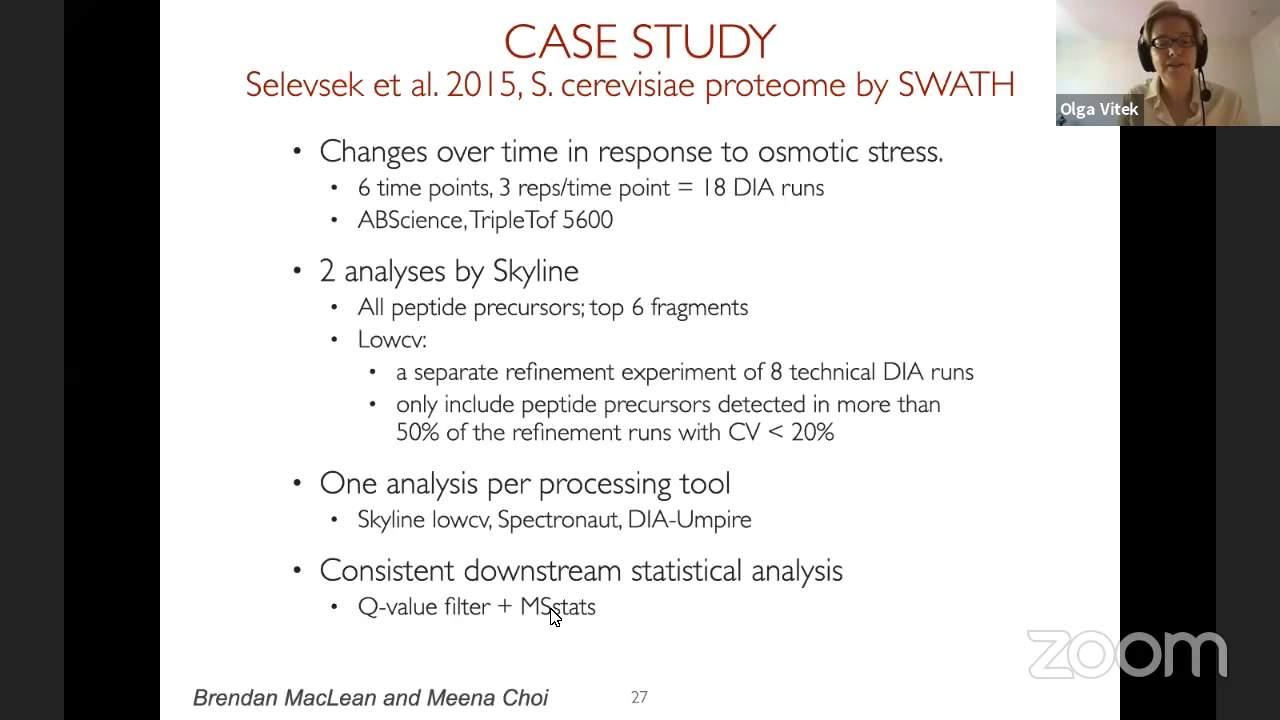 CASE STUDY
Selevsek et al. 2015, S. cerevisiae proteome by SWATH
Olga Vitek
• Changes over time in response to osmotic stress.
• 6 time points, 3 reps/time point = 18 DIA runs
• ABScience, TripleTof 5600
• 2 analyses by Skyline
• All peptide precursors; top 6 fragments
• Lowcv:
• a separate refinement experiment of 8 technical DIA runs
• only include peptide precursors detected in more than
50% of the refinement runs with CV < 20%
• One analysis per processing tool
• Skyline lowcv, Spectronaut, DIA-Umpire
• Consistent downstream statistical analysis
• Q-value filter + MSstats
zoom
Brendan MacLean and Meena Choi
27